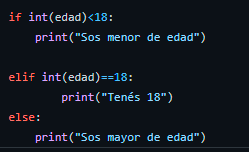 if int(edad)<18:
    print("Sos menor de edad")
elif int(edad)==18:
        print("Tenés 18")
else:
    print("Sos mayor de edad")